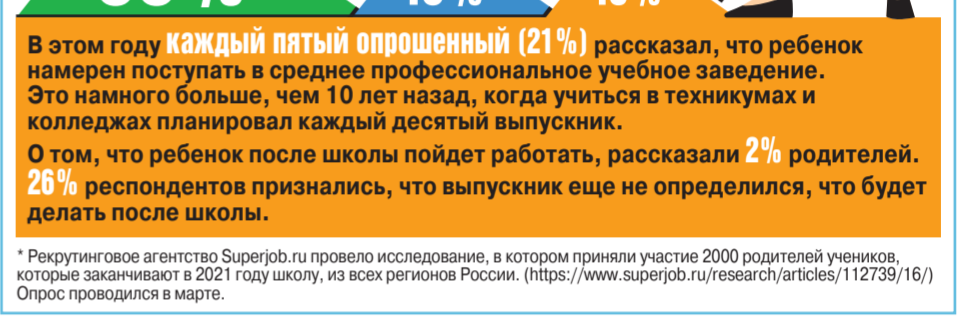 В этом году каждый пятый опрошенный (21%) рассказал, что ребенок
намерен поступать в среднее профессиональное учебное заведение.
Это намного больше, чем 10 лет назад, когда учиться в техникумах и
колледжах планировал каждый десятый выпускник.
О том, что ребенок после школы пойдет работать, рассказали 2% родителей.
26% респондентов признались, что выпускник еще не определился, что будет
делать после школы.
* Рекрутинговое агентство Superjob.ru провело исследование, в котором приняли участие 2000 родителей учеников,
которые заканчивают в 2021 году школу, из всех регионов России. (https://www.superjob.ru/research/articles/112739/16/)
Опрос проводился в марте.